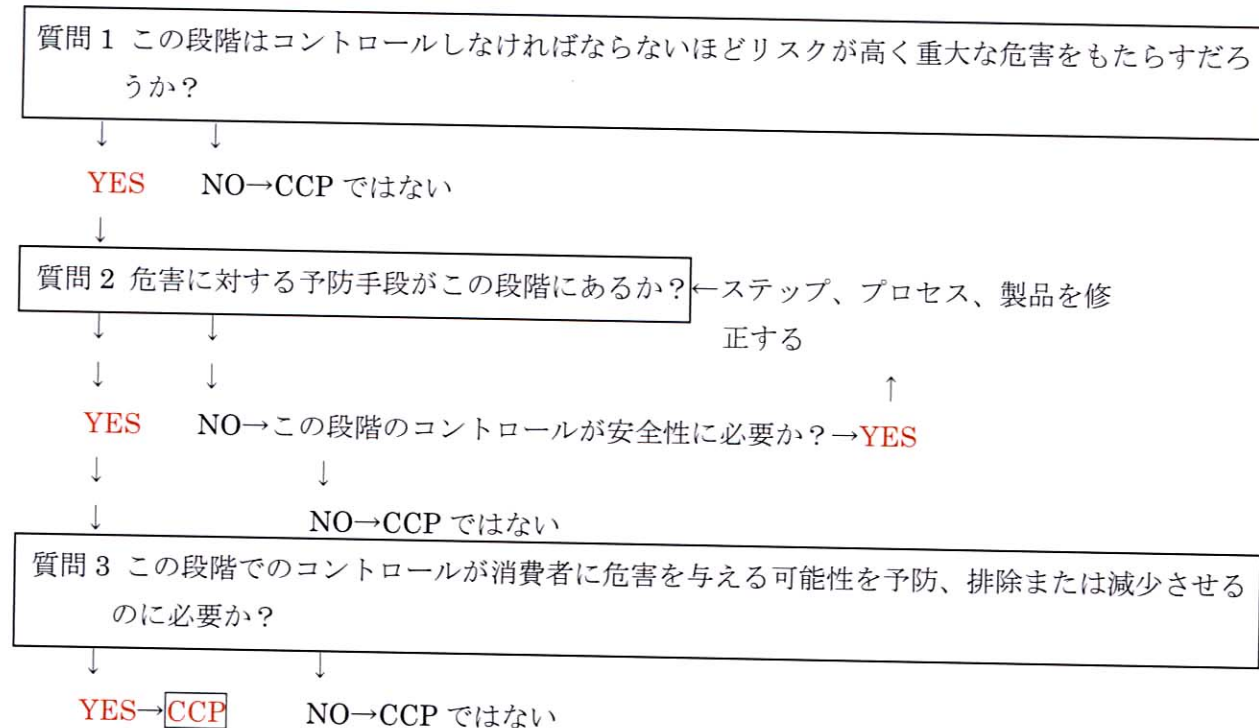 質問1 この段階はコントロールしなければならないほどリスクが高く重大な危害をもたらすだろ
うか？
↓ ↓
YES NO→CCP ではない
↓
質問2 危害に対する予防手段がこの段階にあるか？←ステップ、プロセス、製品を修
正する
↓ ↓
↓ ↓ ↑
YES NO→この段階のコントロールが安全性に必要か？→YES
↓ ↓
↓ NO→CCP ではない
質問3 この段階でのコントロールが消費者に危害を与える可能性を予防、排除または減少させる
のに必要か？
↓ ↓
YES→CCP NO→CCP ではない